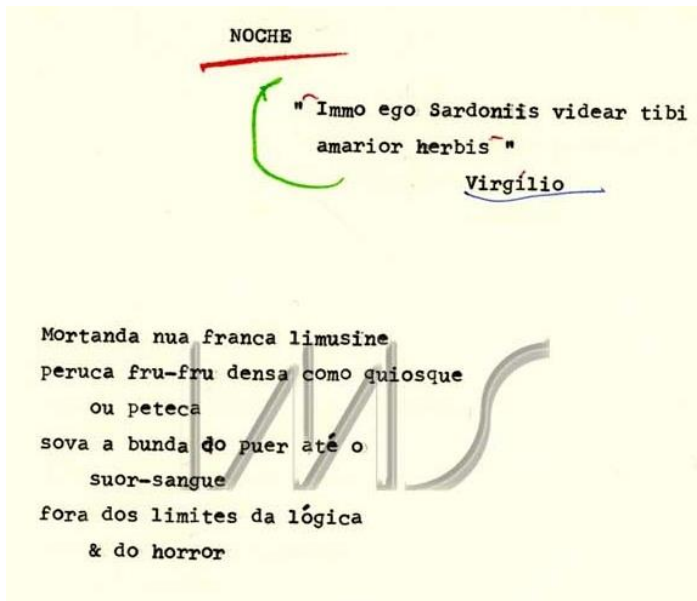 NOCHE
" Immo ego Sardoniis videar tibi
amarior herbis "
Virgílio
Mortanda nua franca limusine
peruca fru-fru densa como quiosque
ou peteca
sova a bunda do puer até o
suor-sangue
fora dos limites da lógica
& do horror
IMS